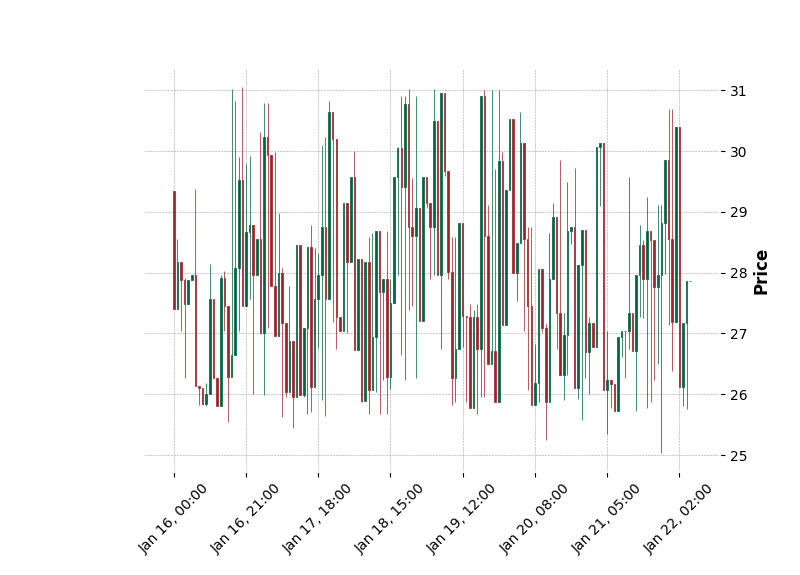 31
30
29
28
27
26
25
Price
Jan 16, 00:00
Jan 16, 21:00
Jan 17, 18:00
Jan 18, 15:00
Jan 19, 12:00
Jan 20, 08:00
Jan 21, 05:00
Jan 22, 02:00